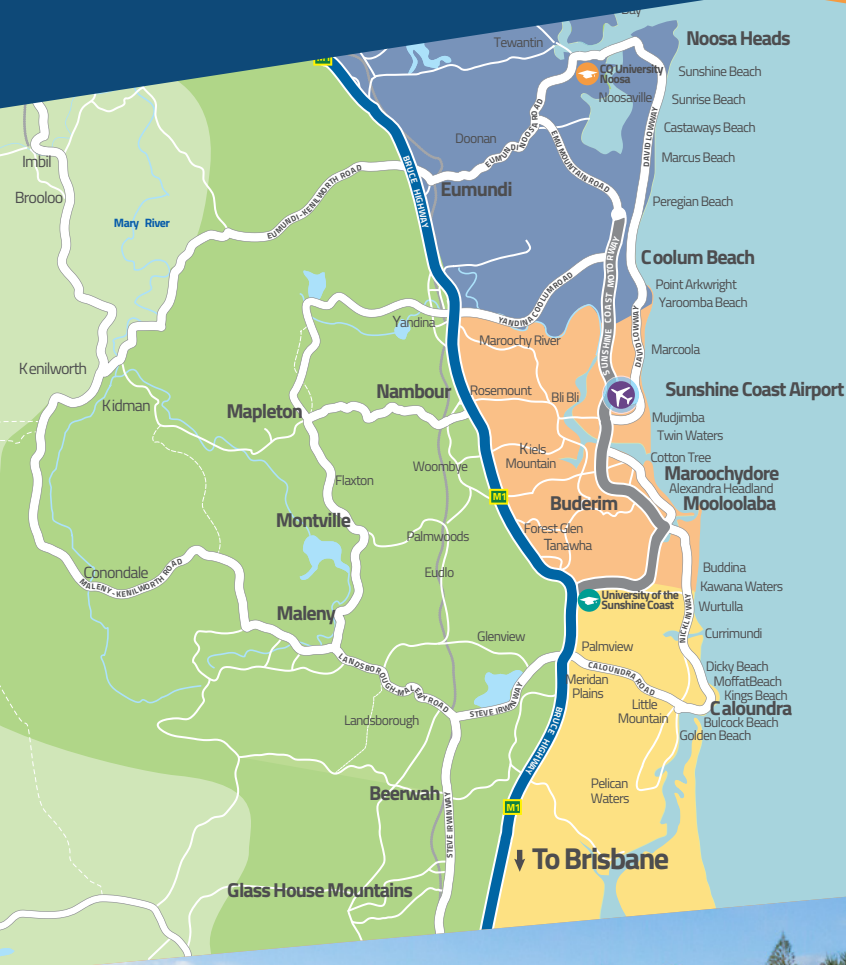 Bay
Noosa Heads
Tewantin
M1
CQ University
Noosa
Sunshine Beach
Noosaville
Sunrise Beach
NOOSA ROAD
EUMUNDI
DAVID LOW WAY
Castaways Beach
Doonan
EMU MOUNTAIN ROAD
Marcus Beach
Imbil
BRUCE HIGHWAY
EUMUNDI-KENILWORTH ROAD
Eumundi
Brooloo
Peregian Beach
Mary River
SUNSHINE COAST MOTORWAY
Coolum Beach
Point Arkwright
Yaroomba Beach
YANDINA COOLUM ROAD
Yandina
DAVID LOW WAY
Maroochy River
Marcoola
Kenilworth
Nambour
Rosemount
Bli Bli
Sunshine Coast Airport
Kidman
Mapleton
Mudjimba
Twin Waters
Kiels
Mountain
Cotton Tree
Woombye
Maroochydore
Flaxton
Alexandra Headland
M1
Buderim
Mooloolaba
Montville
Forest Glen
Palmwoods
Tanawha
Conondale
Eudlo
Buddina
MALENY-KENILWORTH ROAD
Kawana Waters
University of the
Sunshine Coast
Wurtulla
Maleny
NICKLIN WAY
Glenview
Currimundi
Palmview
LANDSBOROUGH-MALENY ROAD
CALOUNDRA ROAD
Dicky Beach
Meridan
Plains
MoffatBeach
Kings Beach
STEVE IRWIN WAY
Little
Mountain
Caloundra
Landsborough
Bulcock Beach
BRUCE HIGHWAY
Golden Beach
Pelican
Waters
Beerwah
M1
STEVE IRWIN WAY
To Brisbane
Glass House Mountains